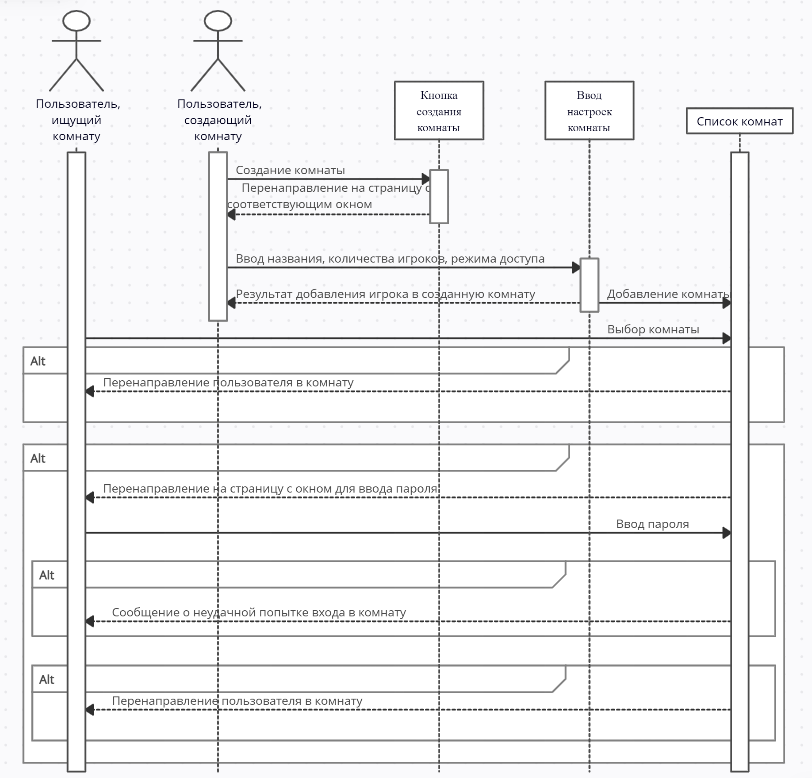 Пользователь,
ищущий
комнату
Пользователь,
создающий
комнату
Кнопка
создания
комнаты
Ввод
настроек
комнаты
Список комнат
Создание комнаты
Перенаправление на страницу с
соответствующим окном
Ввод названия, количества игроков, режима доступа
Результат добавления игрока в созданную комнату
Добавление комнаты
Выбор комнаты
Alt
Перенаправление пользователя в комнату
Alt
Перенаправление на страницу с окном для ввода пароля
Ввод пароля
Alt
Сообщение о неудачной попытке входа в комнату
Alt
Перенаправление пользователя в комнату